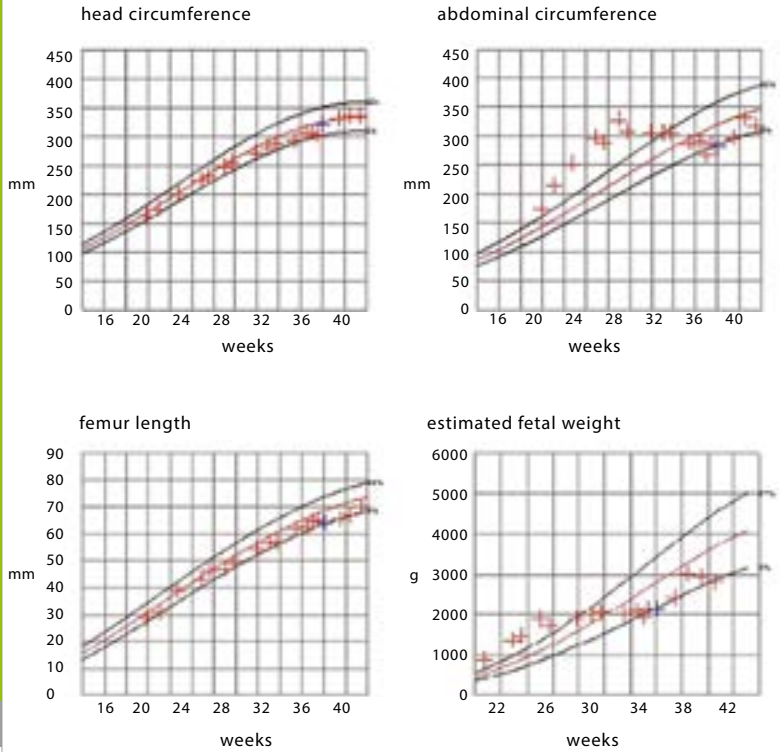 head circumference
450
400
350
300
250
mm
200
150
100
50
0
16 20 24 28 32 36 40
weeks
abdominal circumference
450
400
350
300
250
mm
200
150
100
50
0
16 20 24 28 32 36 40
weeks
femur length
90
80
70
60
50
mm
40
30
20
10
0
16 20 24 28 32 36 40
weeks
estimated fetal weight
6000
5000
4000
g
3000
2000
1000
0
22 26 30 34 38 42
weeks